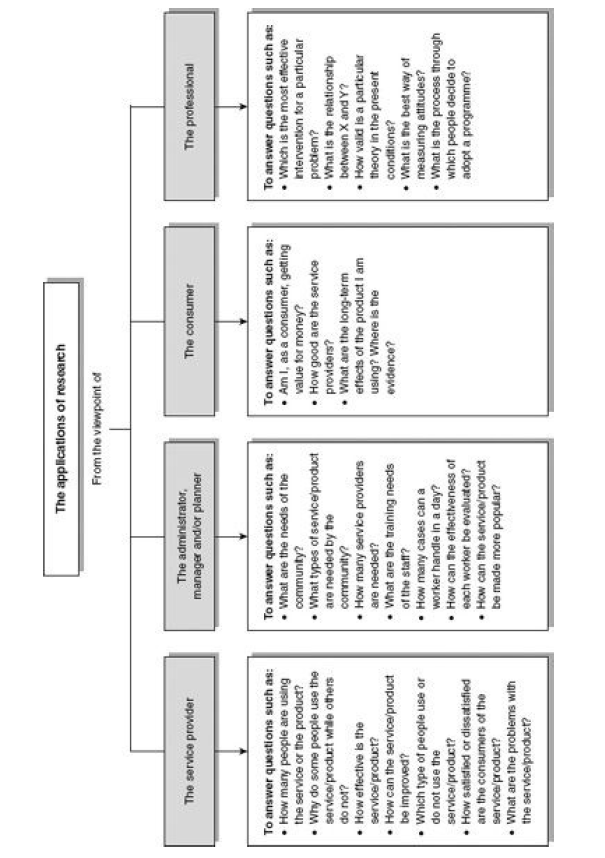 The applications of research
From the viewpoint of
The service provider
To answer questions such as:
• How many people are using
the service or the product?
• Why do some people use the
service/product while others
do not?
• How effective is the
service/product?
• How can the service/product
be improved?
• Which type of people use or
do not use the
service/product?
• How satisfied or dissatisfied
are the consumers of the
service/product?
• What are the problems with
the service/product?
The administrator,
manager and/or planner
To answer questions such as:
• What are the needs of the
community?
• What types of service/product
are needed by the
community?
• How many service providers
are needed?
• What are the training needs
of the staff?
• How many cases can a
worker handle in a day?
• How can the effectiveness of
each worker be evaluated?
• How can the service/product
be made more popular?
The consumer
To answer questions such as:
• Am I, as a consumer, getting
value for money?
• How good are the service
providers?
• What are the long-term
effects of the product I am
using? Where is the
evidence?
The professional
To answer questions such as:
• Which is the most effective
intervention for a particular
problem?
• What is the relationship
between X and Y?
• How valid is a particular
theory in the present
conditions?
• What is the best way of
measuring attitudes?
• What is the process through
which people decide to
adopt a programme?